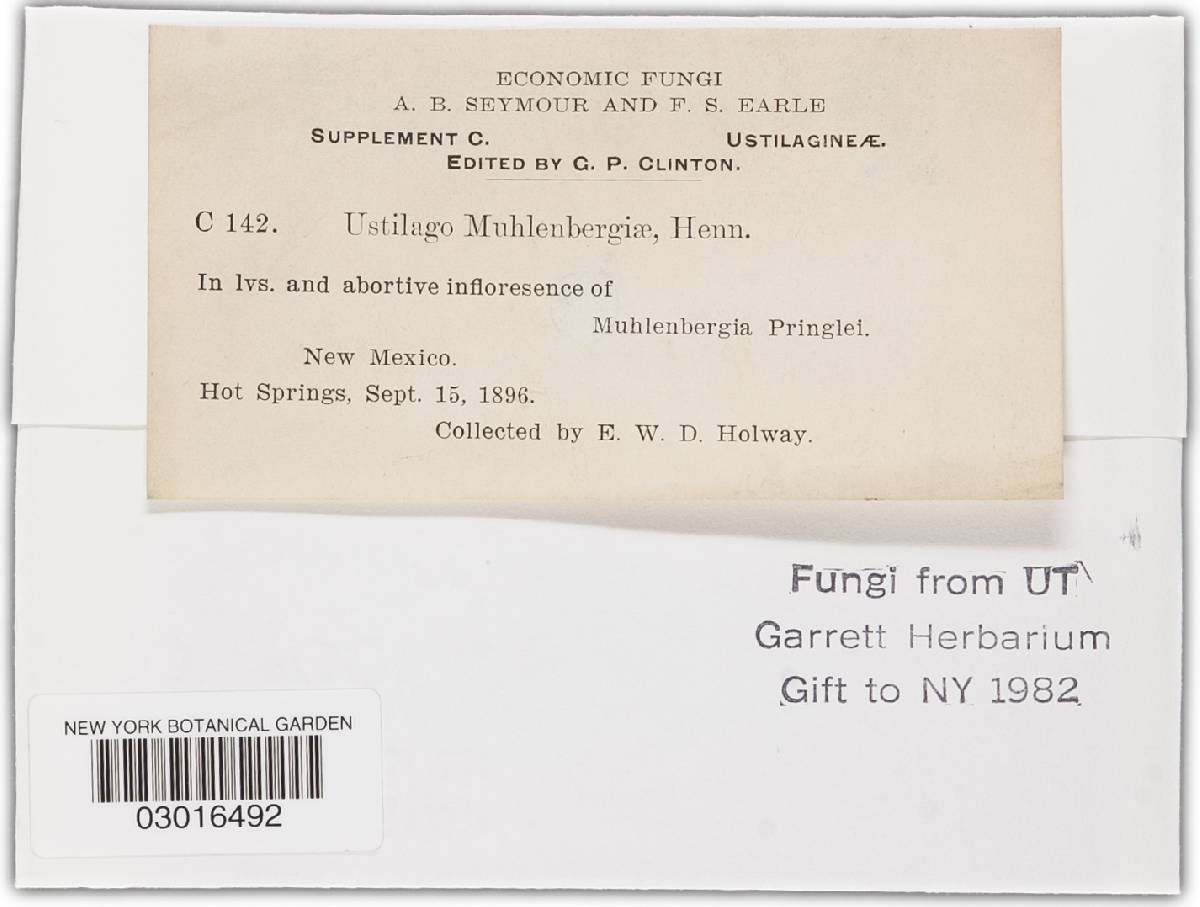 ECONOMIC FUNGI
A. B. SEYMOUR AND F. S. EARLE
SUPPLEMENT C. USTILAGINEÆ.
EDITED BY G. P. CLINTON.
C 142. Ustilago Muhlenbergiæ, Henn.
In lvs. and abortive infloresence of
Muhlenbergia Pringlei.
New Mexico.
Hot Springs, Sept. 15, 1896.
Collected by E. W. D. Holway.
Fungi from UT
Garrett Herbarium
Gift to NY 1982
NEW YORK BOTANICAL GARDEN
03016492